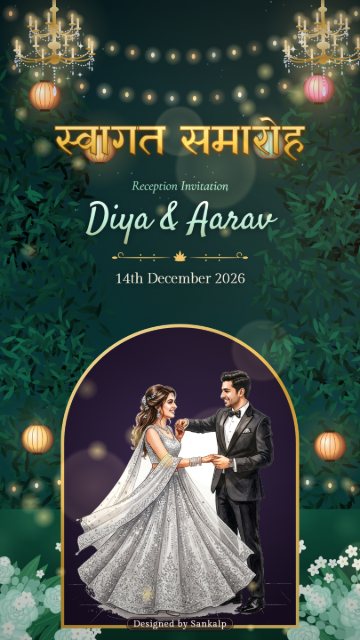 स्वागत समारोह
Reception Invitation
Diya & Aarav
14th December 2026
Designed by Sankalp